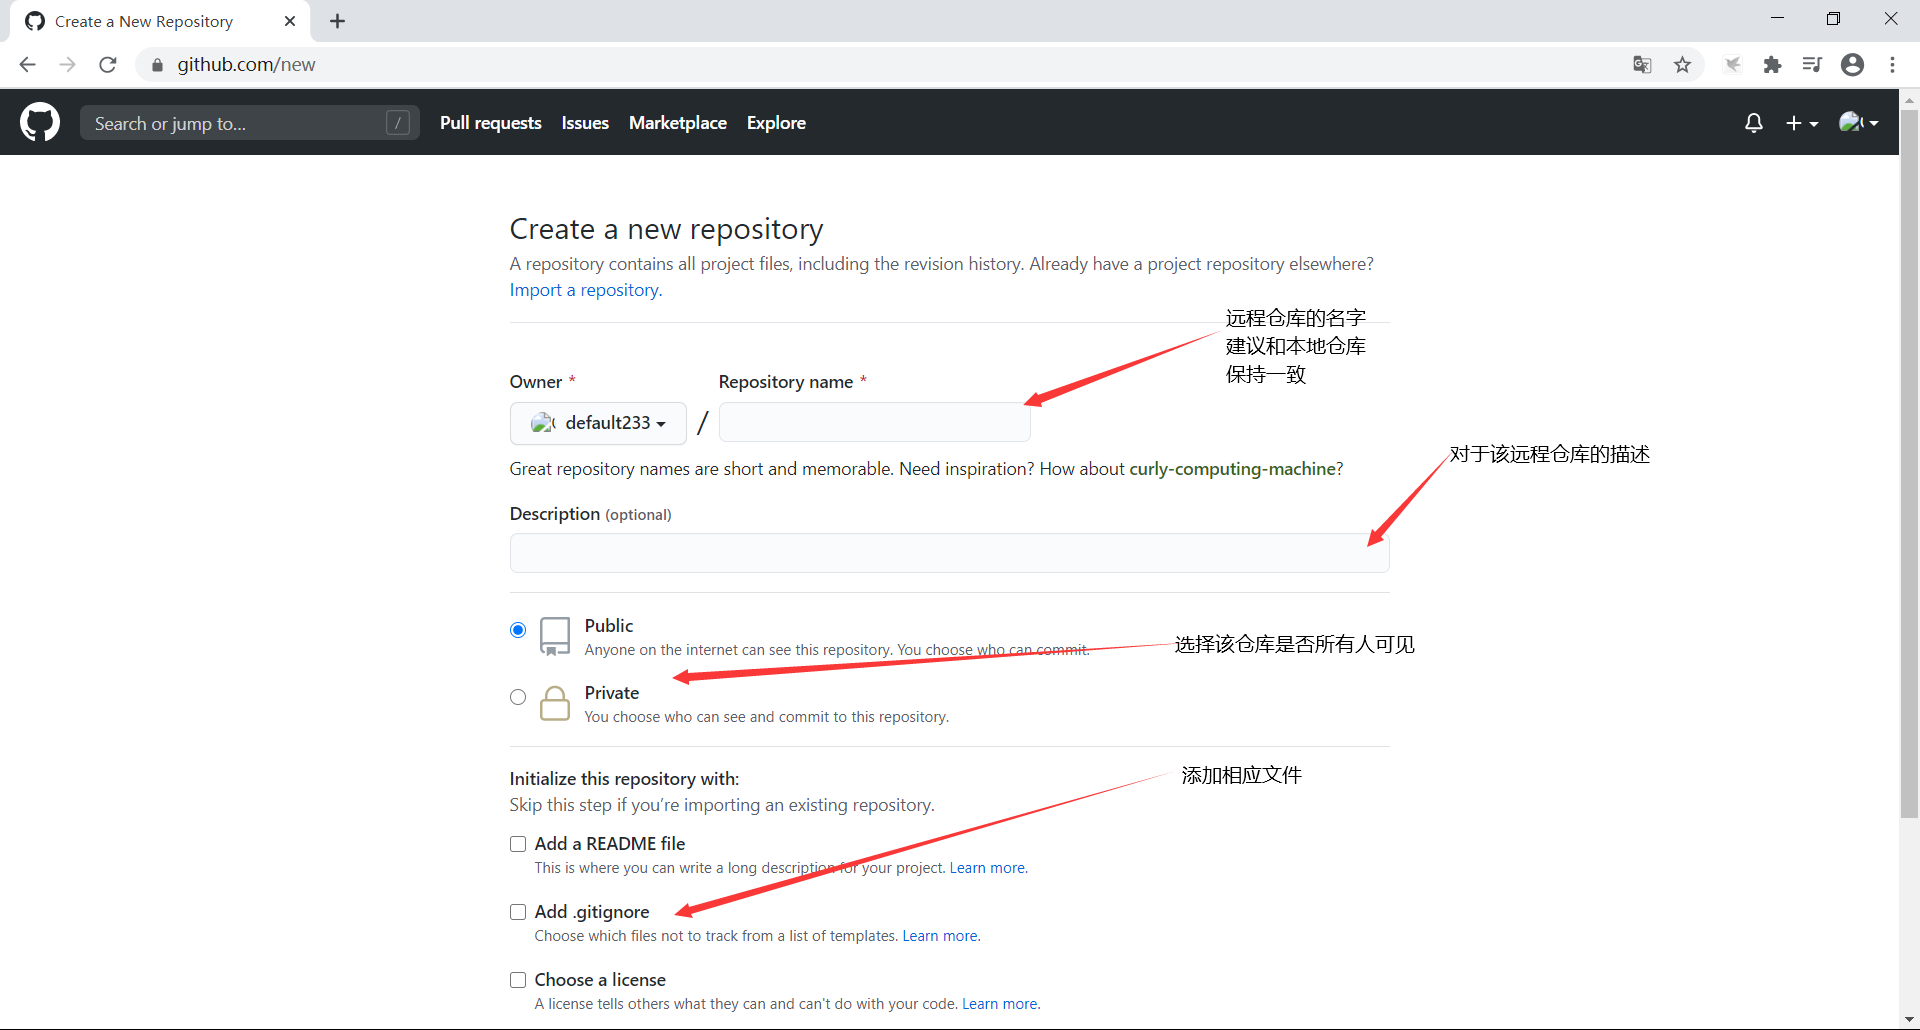 Create a New Repository
github.com/new
Search or jump to...
/
Pull requests
Issues
Marketplace
Explore
Create a new repository
A repository contains all project files, including the revision history. Already have a project repository elsewhere?
Import a repository.
远程仓库的名字
建议和本地仓库
保持一致
Owner *
Repository name *
default233
/
对于该远程仓库的描述
Great repository names are short and memorable. Need inspiration? How about curly-computing-machine?
Description (optional)
Public
Anyone on the internet can see this repository. You choose who can commit.
选择该仓库是否所有人可见
Private
You choose who can see and commit to this repository.
添加相应文件
Initialize this repository with:
Skip this step if you’re importing an existing repository.
Add a README file
This is where you can write a long description for your project. Learn more.
Add .gitignore
Choose which files not to track from a list of templates. Learn more.
Choose a license
A license tells others what they can and can't do with your code. Learn more.